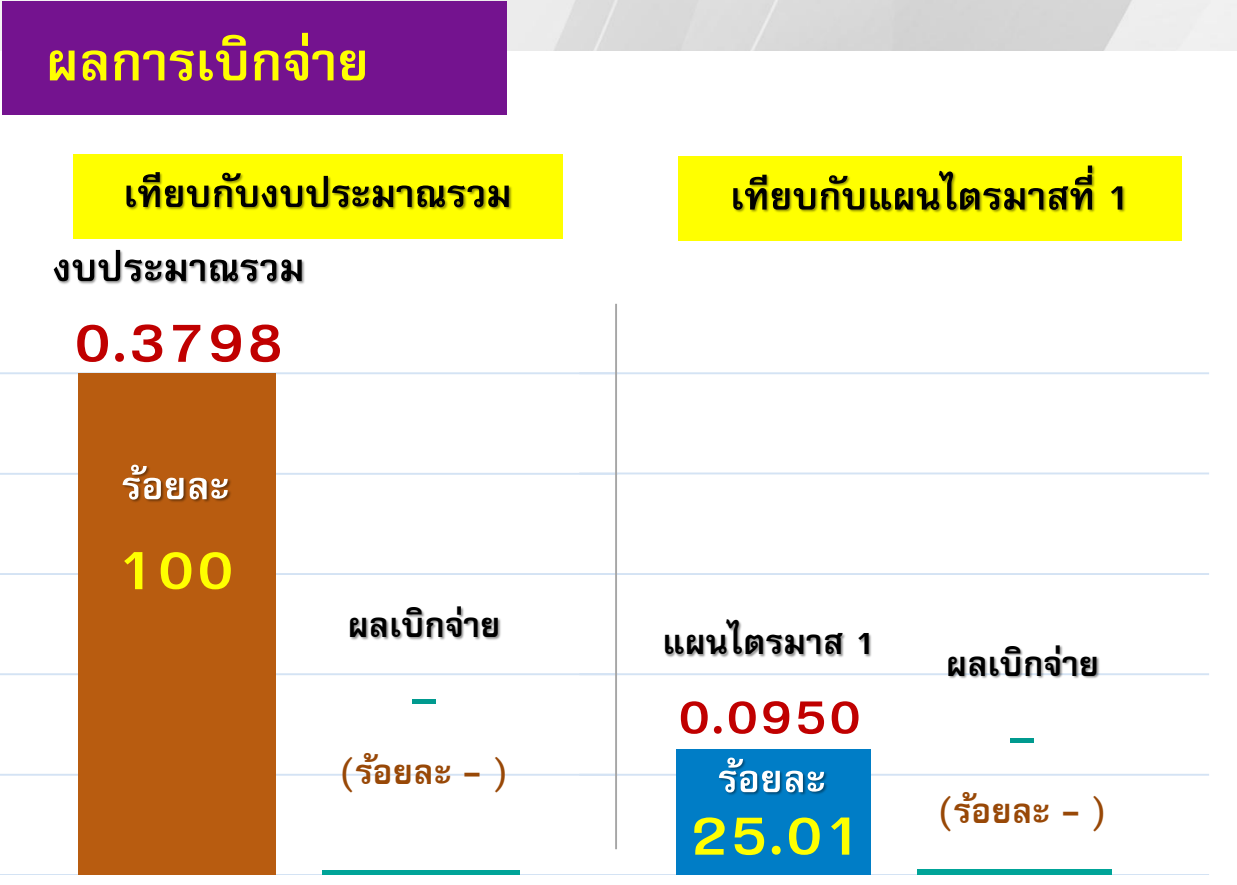 ผลการเบิกจ่าย
เทียบกับงบประมาณรวม
งบประมาณรวม
0.3798
ร้อยละ
100
ผลเบิกจ่าย
–
(ร้อยละ – )
เทียบกับแผนไตรมาสที่ 1
แผนไตรมาส 1
0.0950
ร้อยละ
25.01
ผลเบิกจ่าย
–
(ร้อยละ – )